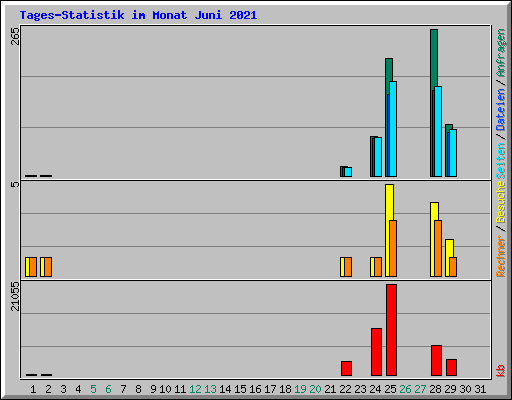 Tages-Statistik im Monat Juni 2021
265
5
21055
Rechner / Besuche Seiten / Dateien / Anfragen
kb
1 2 3 4 5 6 7 8 9 10 11 12 13 14 15 16 17 18 19 20 21 22 23 24 25 26 27 28 29 30 31